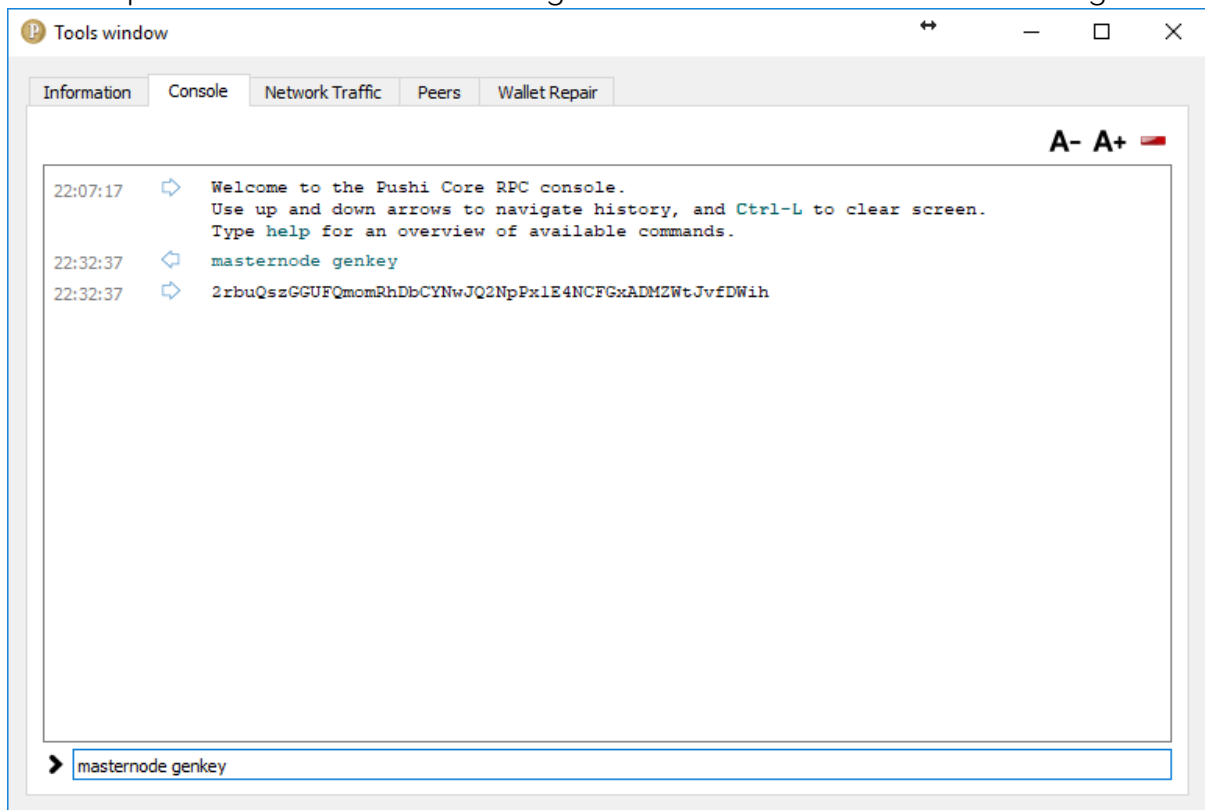 Tools window
Information Console Network Traffic Peers Wallet Repair
A- A+
22:07:17 Welcome to the Pushi Core RPC console.
Use up and down arrows to navigate history, and Ctrl-L to clear screen.
Type help for an overview of available commands.
22:32:37 masternode genkey
22:32:37 2rbuQszGGUFQmomRhDbCYNwJQ2NpPx1E4NCFGxADMZWtJvfDWih
masternode genkey